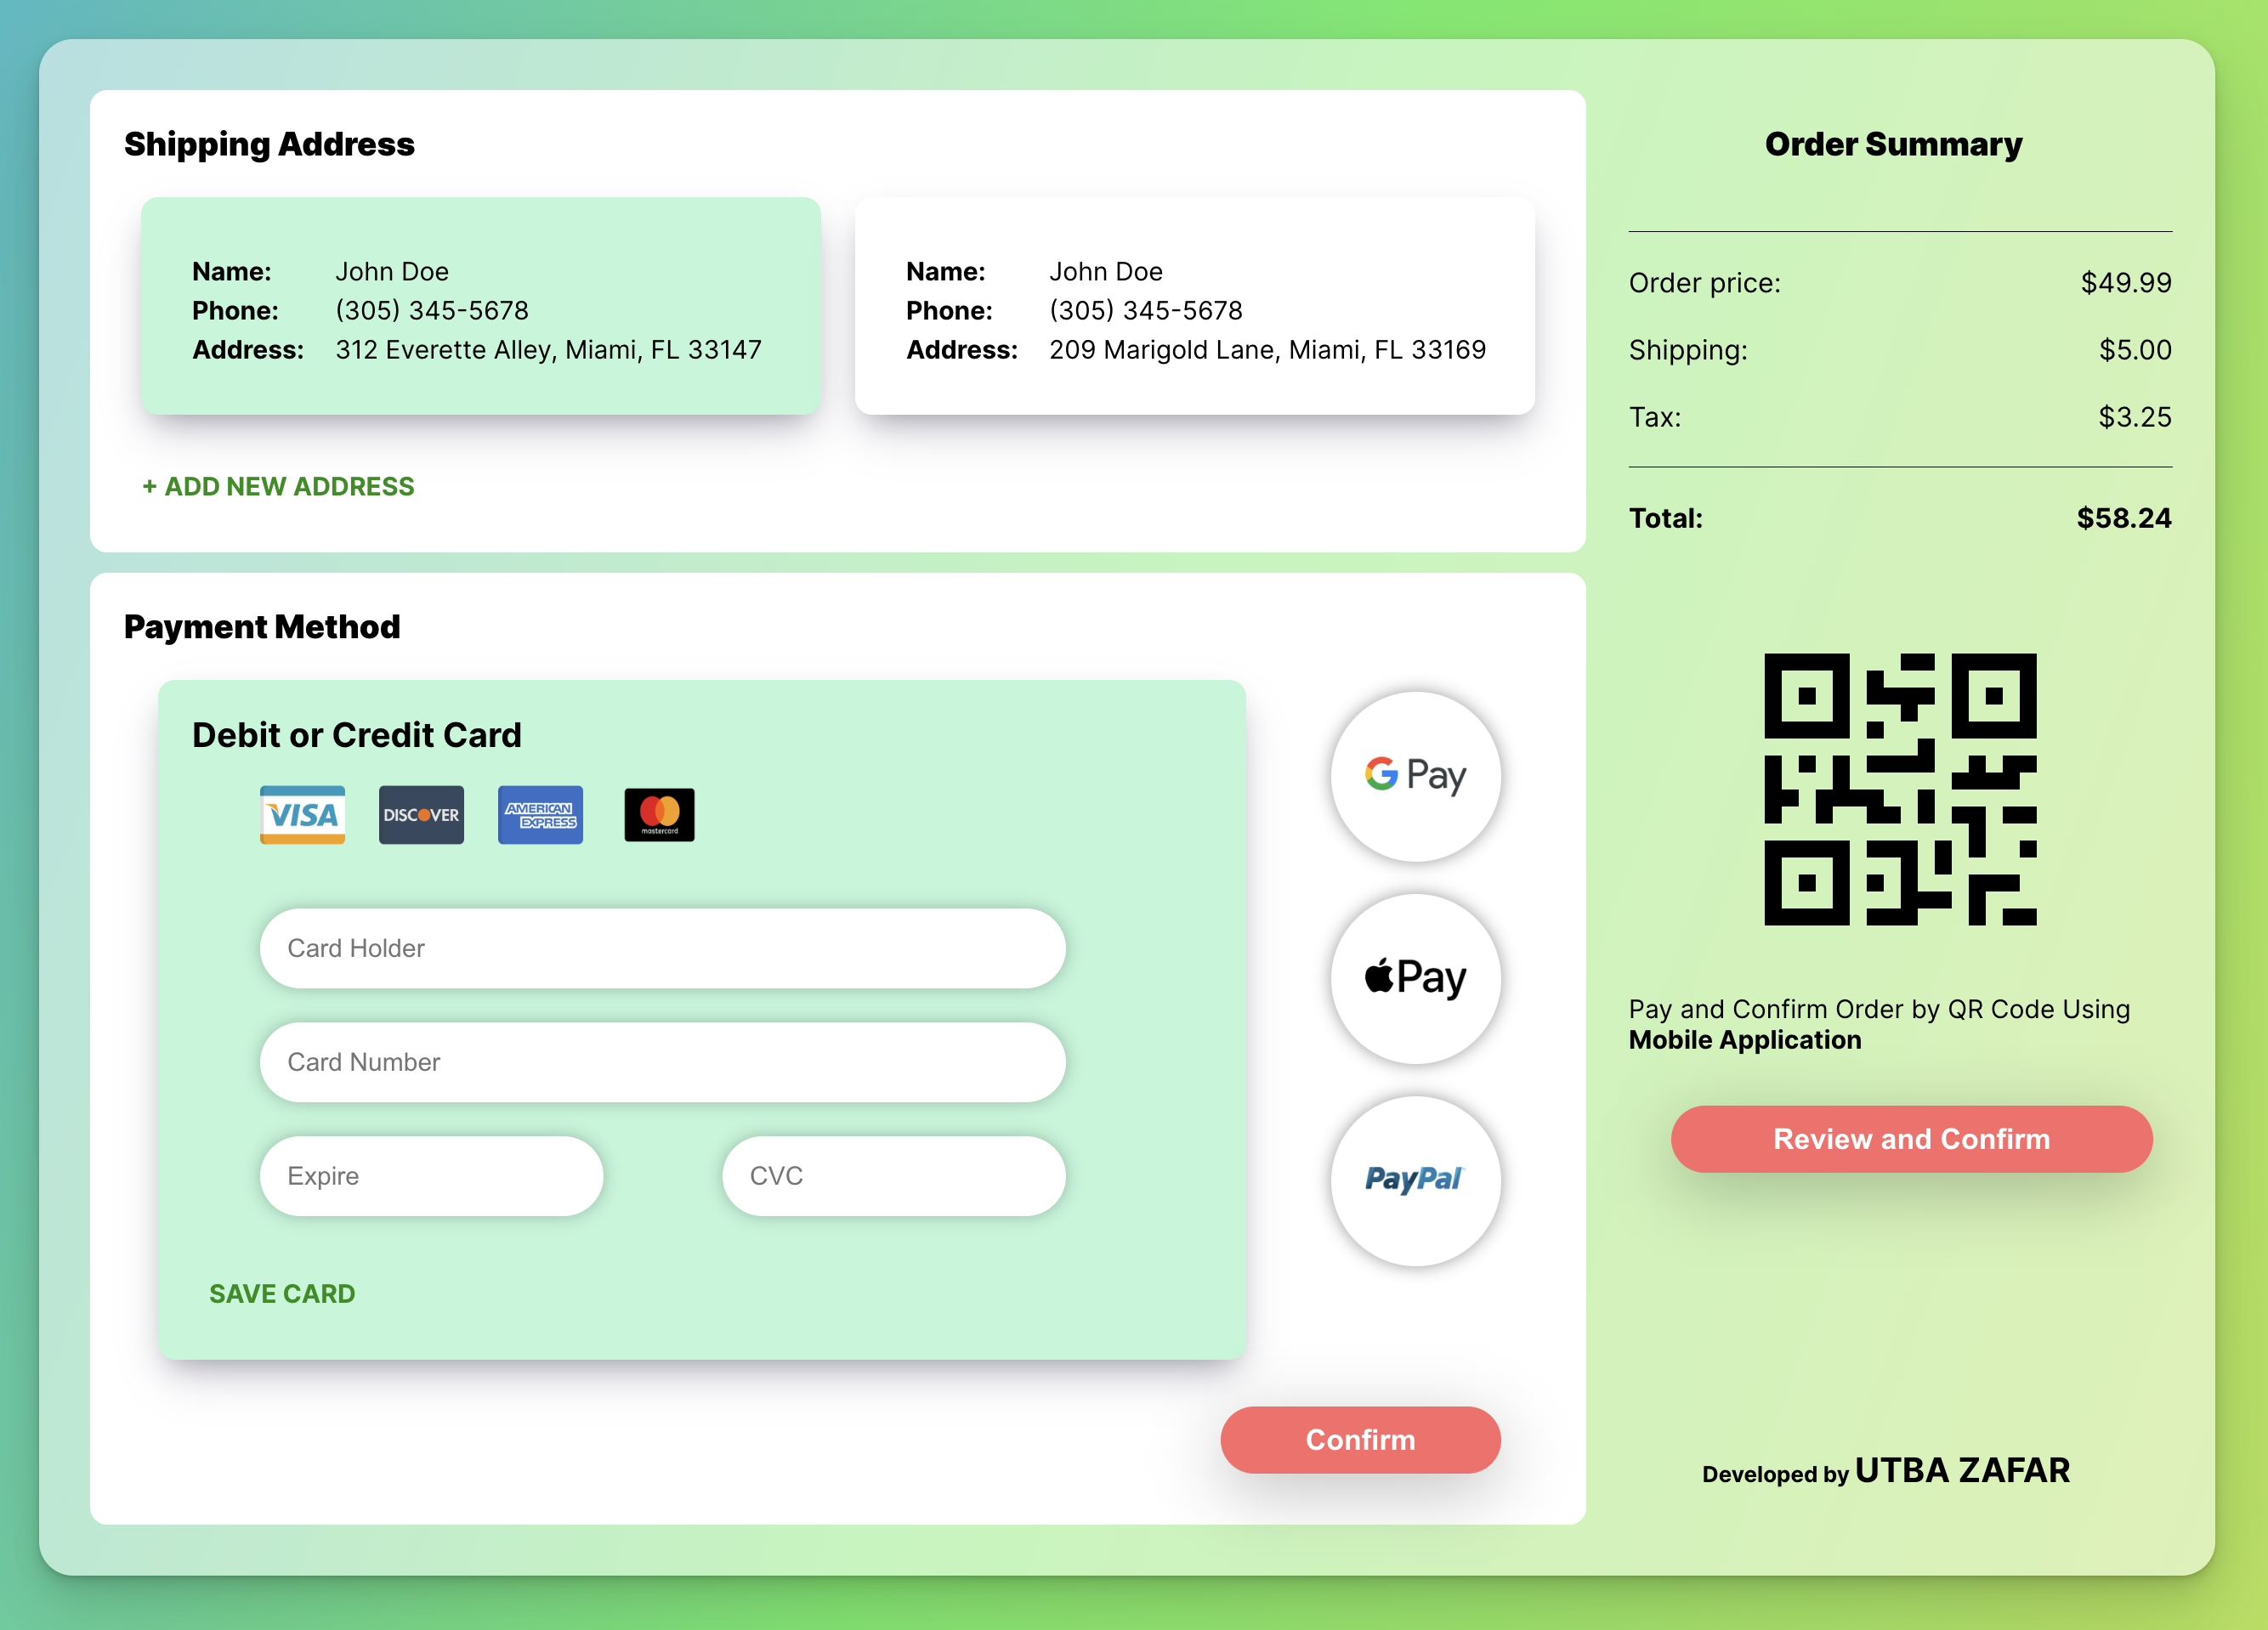 Shipping Address
Name: John Doe
Phone: (305) 345-5678
Address: 312 Everette Alley, Miami, FL 33147
Name: John Doe
Phone: (305) 345-5678
Address: 209 Marigold Lane, Miami, FL 33169
+ ADD NEW ADDRESS
Payment Method
Debit or Credit Card
VISA
DISCOVER
AMERICAN
EXPRESS
mastercard
Card Holder
Card Number
Expire
CVC
SAVE CARD
G Pay
Pay
PayPal
Confirm
Order Summary
Order price: $49.99
Shipping: $5.00
Tax: $3.25
Total: $58.24
Pay and Confirm Order by QR Code Using
Mobile Application
Review and Confirm
Developed by UTBA ZAFAR